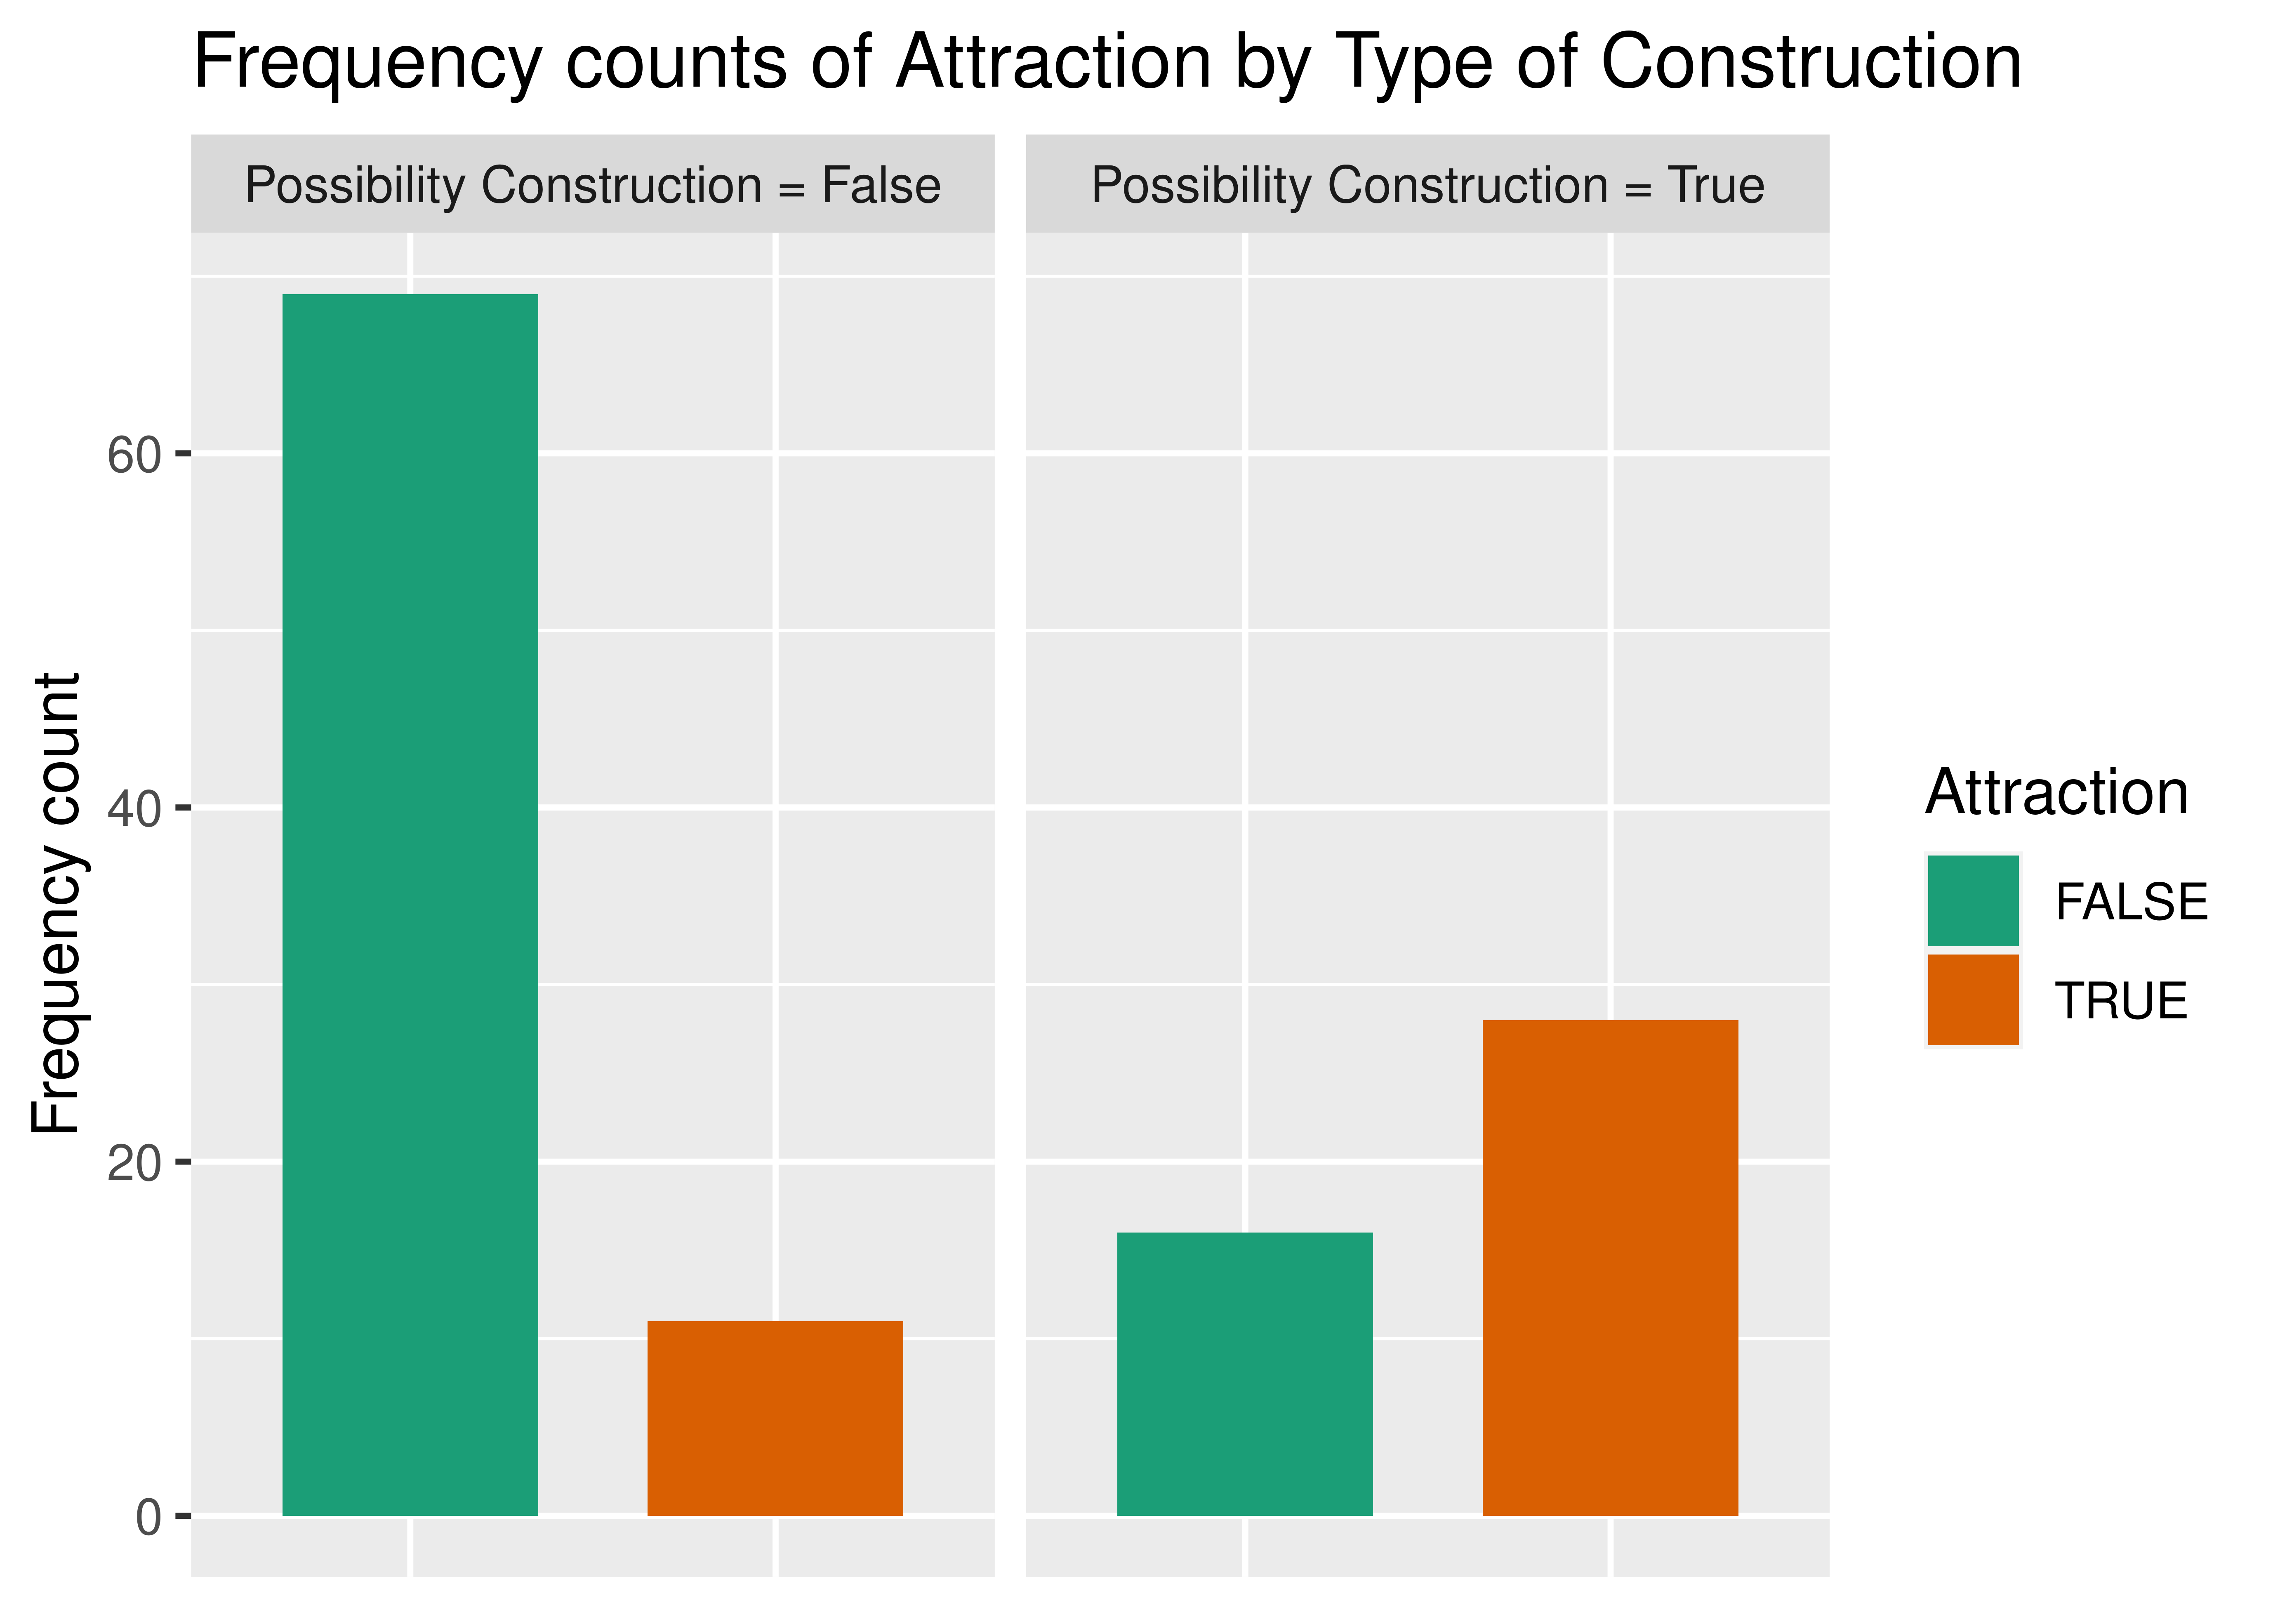 Frequency counts of Attraction by Type of Construction
Possibility Construction = False
Possibility Construction = True
Frequency count
60
40
20
0
Attraction
FALSE
TRUE